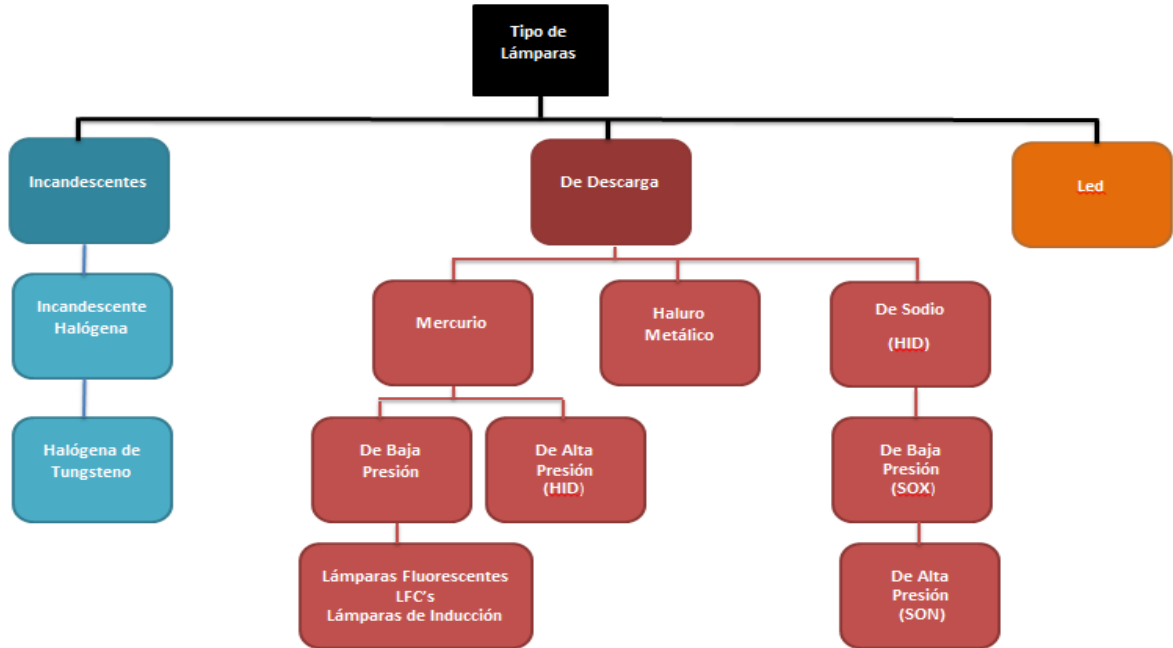 Tipo de
Lámparas
Incandescentes
De Descarga
Led
Incandescente
Halógena
Mercurio
Haluro
Metálico
De Sodio
(HID)
Halógena de
Tungsteno
De Baja
Presión
De Alta
Presión
(HID)
De Baja
Presión
(SOX)
Lámparas Fluorescentes
LFC's
Lámparas de Inducción
De Alta
Presión
(SON)